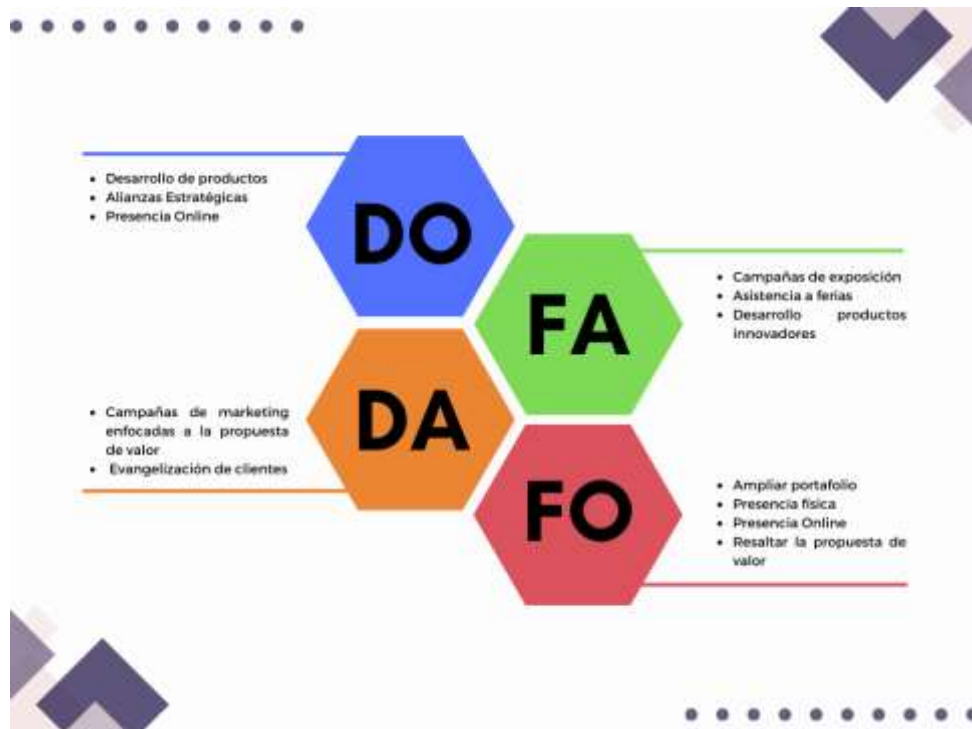 • Desarrollo de productos
• Alianzas Estratégicas
• Presencia Online
DO
FA
• Campañas de exposición
• Asistencia a ferias
• Desarrollo productos
innovadores
• Campañas de marketing
enfocadas a la propuesta
de valor
• Evangelización de clientes
DA
FO
• Ampliar portafolio
• Presencia física
• Presencia Online
• Resaltar la propuesta de
valor